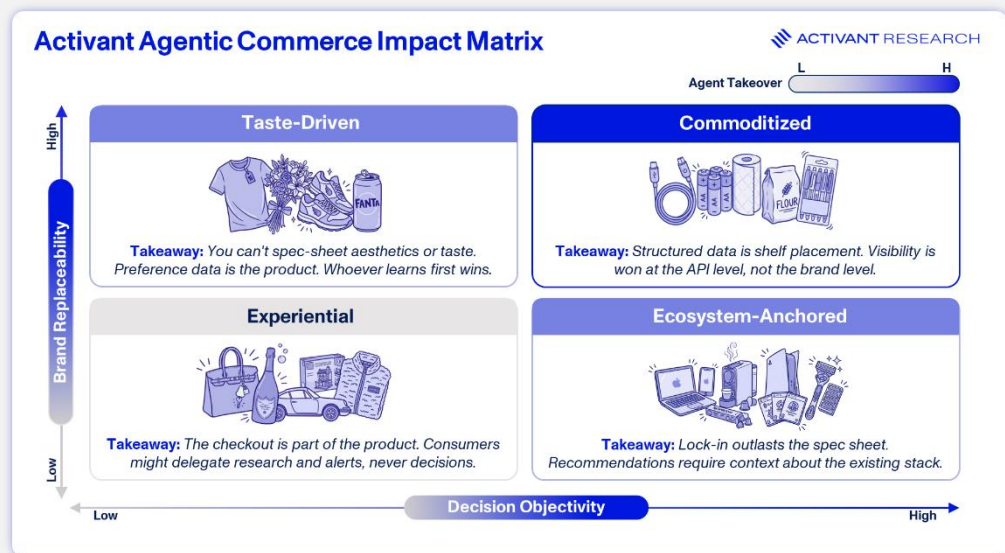 Activant Agentic Commerce Impact Matrix
ACTIVANT RESEARCH
Agent Takeover
L
H
High
Brand Replaceability
Low
Taste-Driven
FANTA
Takeaway: You can't spec-sheet aesthetics or taste.
Preference data is the product. Whoever learns first wins.
Commoditized
AA
AA
FLOUR
Takeaway: Structured data is shelf placement. Visibility is
won at the API level, not the brand level.
Experiential
Takeaway: The checkout is part of the product. Consumers
might delegate research and alerts, never decisions.
Ecosystem-Anchored
Takeaway: Lock-in outlasts the spec sheet.
Recommendations require context about the existing stack.
Low
Decision Objectivity
High